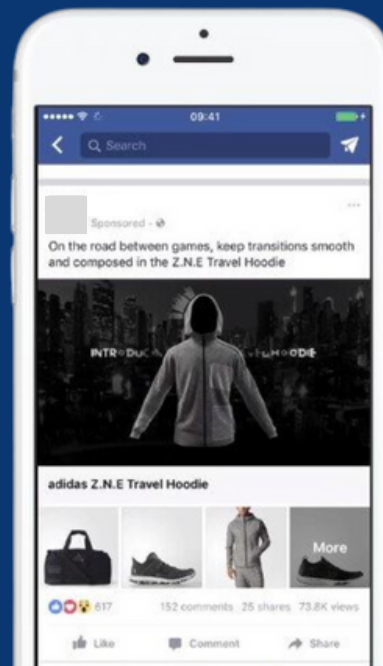 09:41
Search
Sponsored
On the road between games, keep transitions smooth
and composed in the Z.N.E Travel Hoodie
adidas Z.N.E Travel Hoodie
More
617
152 comments 25 shares 73.8K views
Like Comment Share